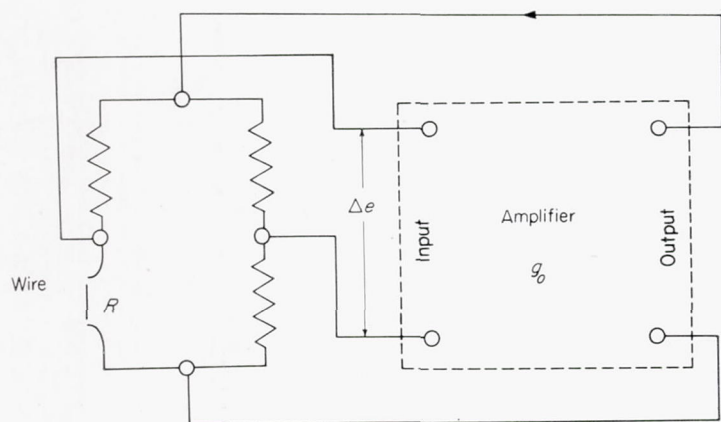 Wire
R
Δe
Input
Amplifier
g₀
Output